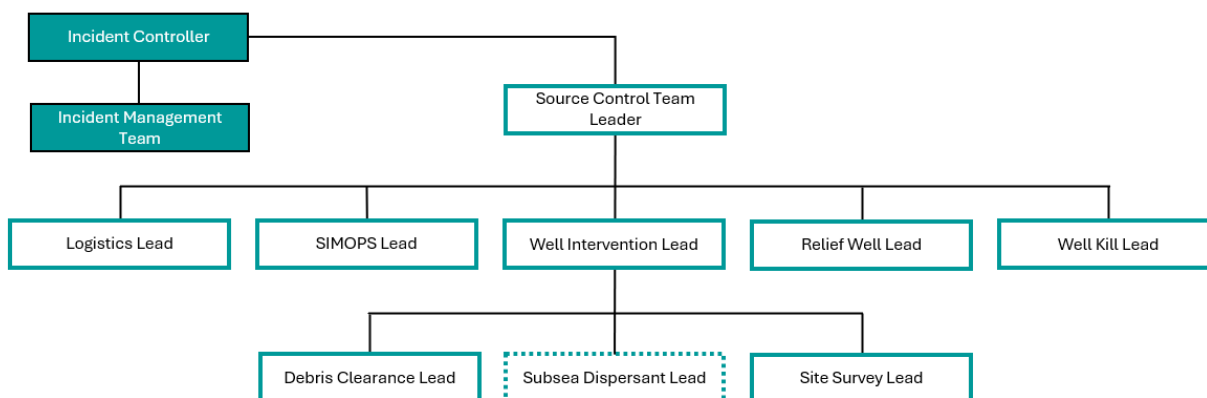 Incident Controller
Source Control Team
Leader
Incident Management
Team
Logistics Lead
SIMOPS Lead
Well Intervention Lead
Relief Well Lead
Well Kill Lead
Debris Clearance Lead
Subsea Dispersant Lead
Site Survey Lead